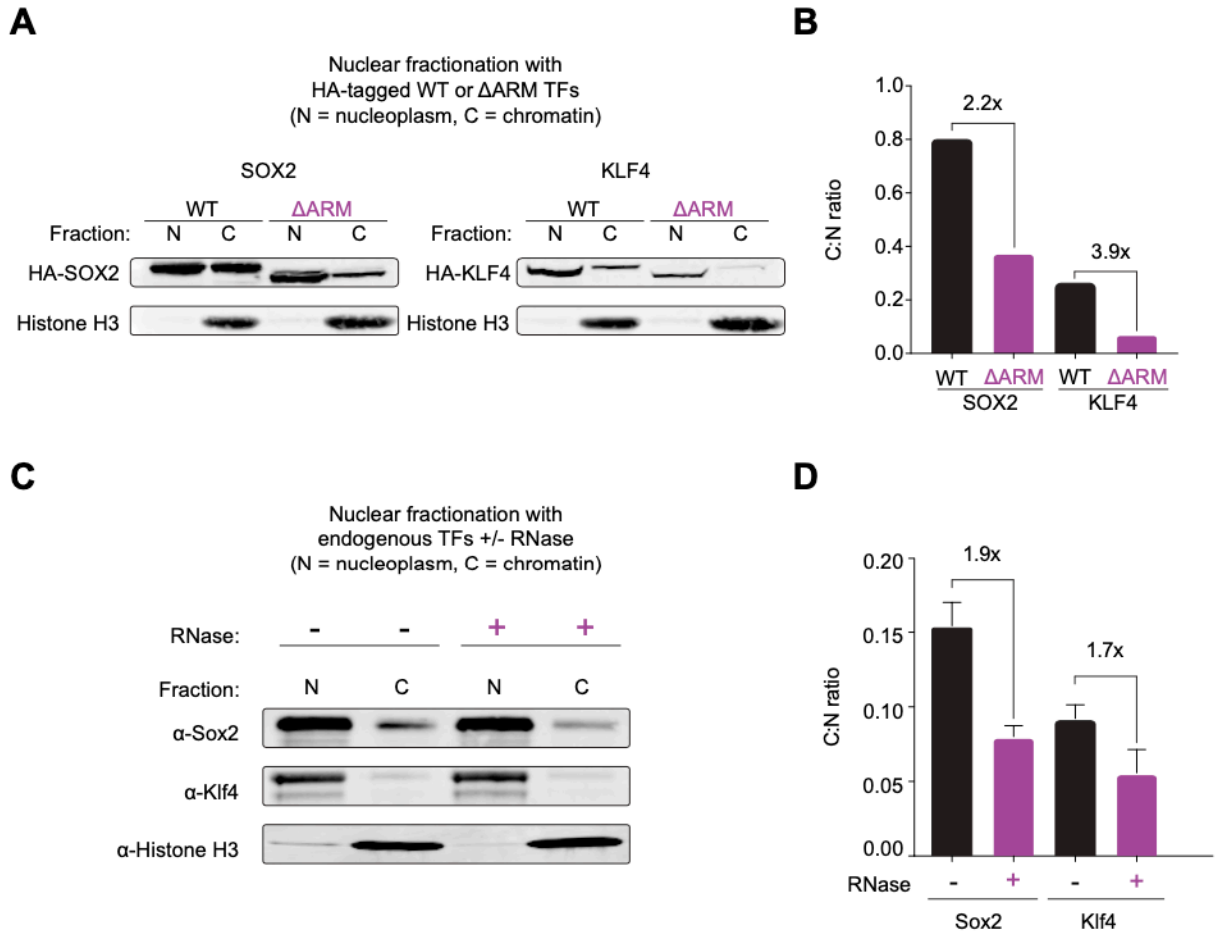 A
Nuclear fractionation with
HA-tagged WT or ΔARM TFs
(N = nucleoplasm, C = chromatin)
SOX2
WT ΔARM
Fraction: N C N C
HA-SOX2
Histone H3
KLF4
WT ΔARM
Fraction: N C N C
HA-KLF4
Histone H3
B
C:N ratio
1.0
0.8
0.6
0.4
0.2
0.0
2.2x
3.9x
WT ΔARM WT ΔARM
SOX2 KLF4
C
Nuclear fractionation with
endogenous TFs +/- RNase
(N = nucleoplasm, C = chromatin)
RNase: - - + +
Fraction: N C N C
α-Sox2
α-Klf4
α-Histone H3
D
C:N ratio
0.20
0.15
0.10
0.05
0.00
1.9x
1.7x
RNase - + - +
Sox2 Klf4